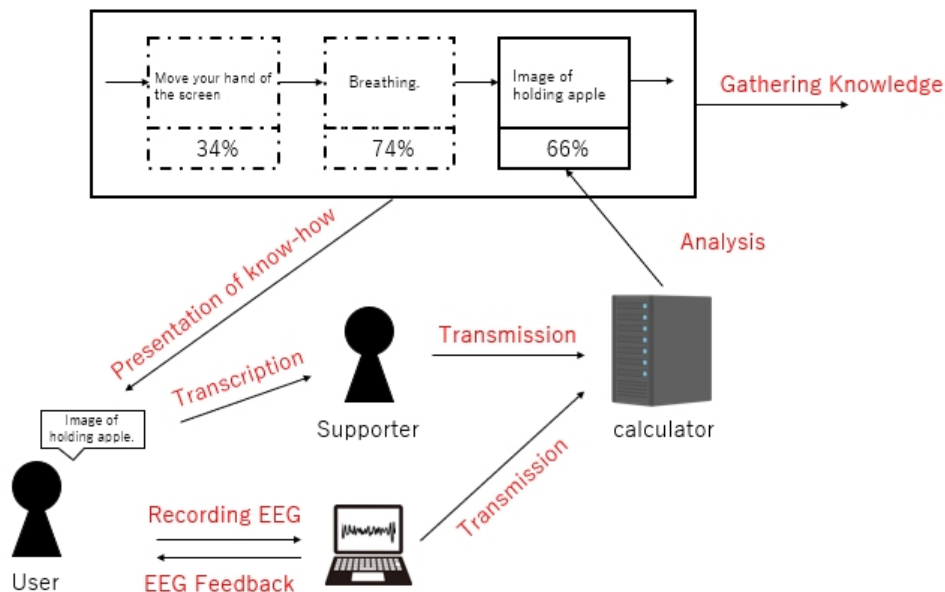 Move your hand of
the screen
34%
Breathing.
74%
Image of
holding apple
66%
Gathering Knowledge
Presentation of know-how
Analysis
Transcription
Transmission
Supporter
calculator
Image of
holding apple.
Transmission
Recording EEG
EEG Feedback
User